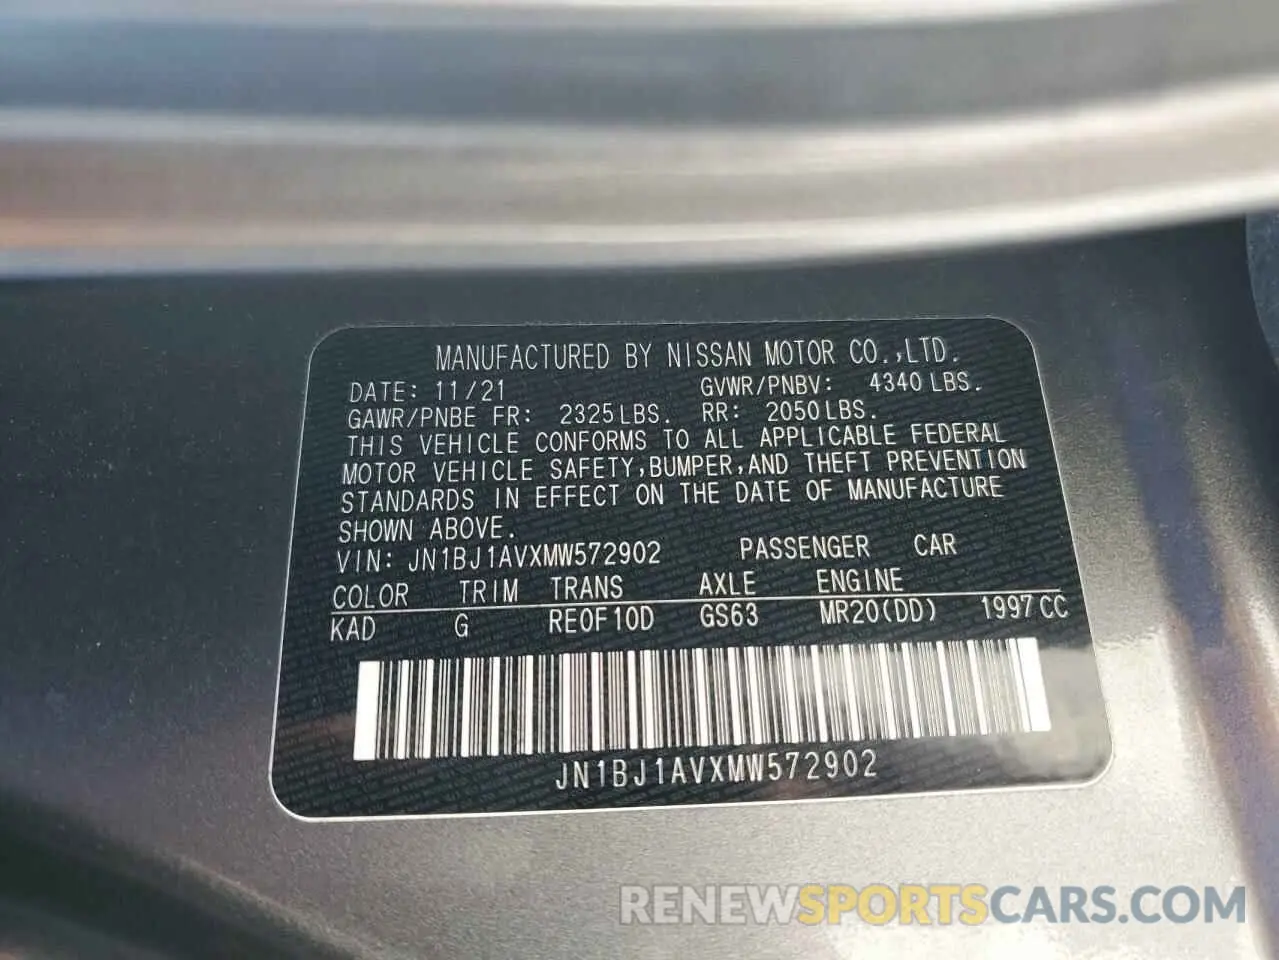 MANUFACTURED BY NISSAN MOTOR CO.,LTD.
DATE: 11/21 GVWR/PNBV: 4340 LBS.
GAWR/PNBE FR: 2325 LBS. RR: 2050 LBS.
THIS VEHICLE CONFORMS TO ALL APPLICABLE FEDERAL
MOTOR VEHICLE SAFETY,BUMPER,AND THEFT PREVENTION
STANDARDS IN EFFECT ON THE DATE OF MANUFACTURE
SHOWN ABOVE.
VIN: JN1BJ1AVXMW572902 PASSENGER CAR
COLOR TRIM TRANS AXLE ENGINE
KAD G RE0F10D GS63 MR20(DD) 1997 CC
JN1BJ1AVXMW572902
RENEWSPORTSCARS.COM